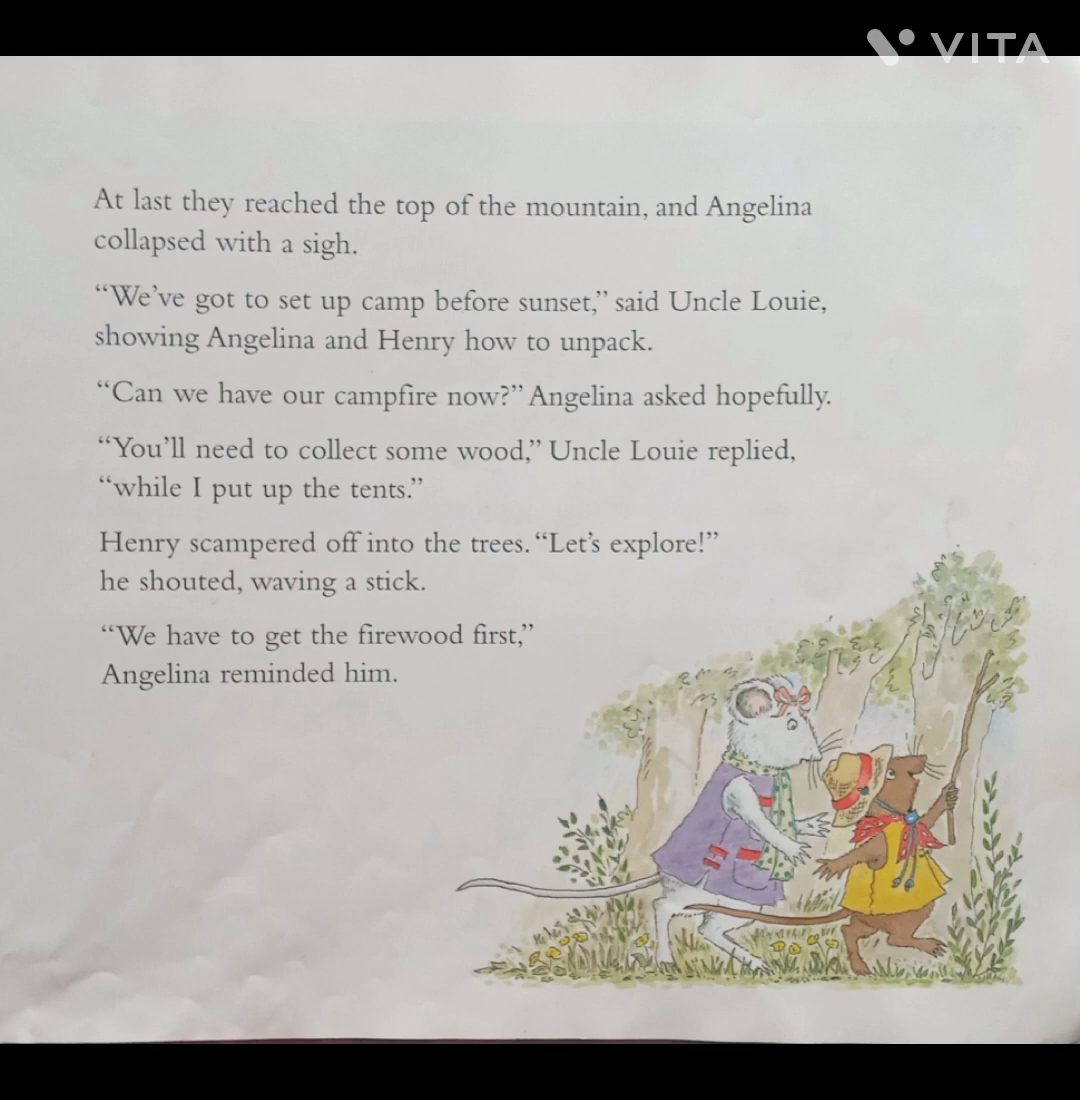 VITA
At last they reached the top of the mountain, and Angelina
collapsed with a sigh.
“We’ve got to set up camp before sunset,” said Uncle Louie,
showing Angelina and Henry how to unpack.
“Can we have our campfire now?” Angelina asked hopefully.
“You’ll need to collect some wood,” Uncle Louie replied,
“while I put up the tents.”
Henry scampered off into the trees. “Let’s explore!”
he shouted, waving a stick.
“We have to get the firewood first,”
Angelina reminded him.